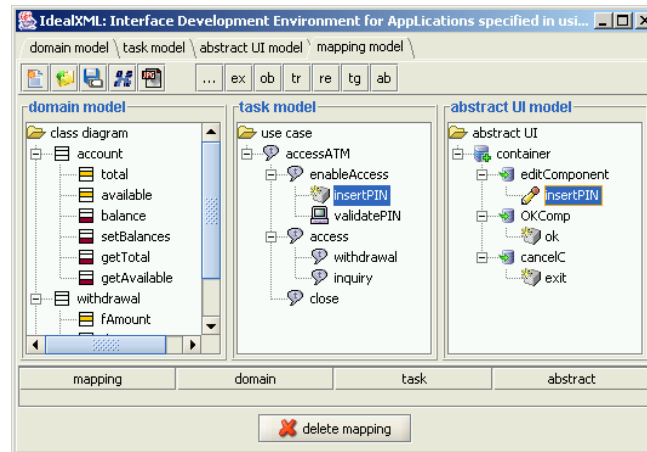 IdealXML: Interface Development Environment for AppLications specified in usi...
domain model \ task model \ abstract UI model \ mapping model \
... ex ob tr re tg ab
domain model
class diagram
account
total
available
balance
setBalances
getTotal
getAvailable
withdrawal
fAmount
task model
use case
accessATM
enableAccess
insertPIN
validatePIN
access
withdrawal
inquiry
close
abstract UI model
abstract UI
container
editComponent
insertPIN
OKComp
ok
cancelC
exit
mapping domain task abstract
delete mapping